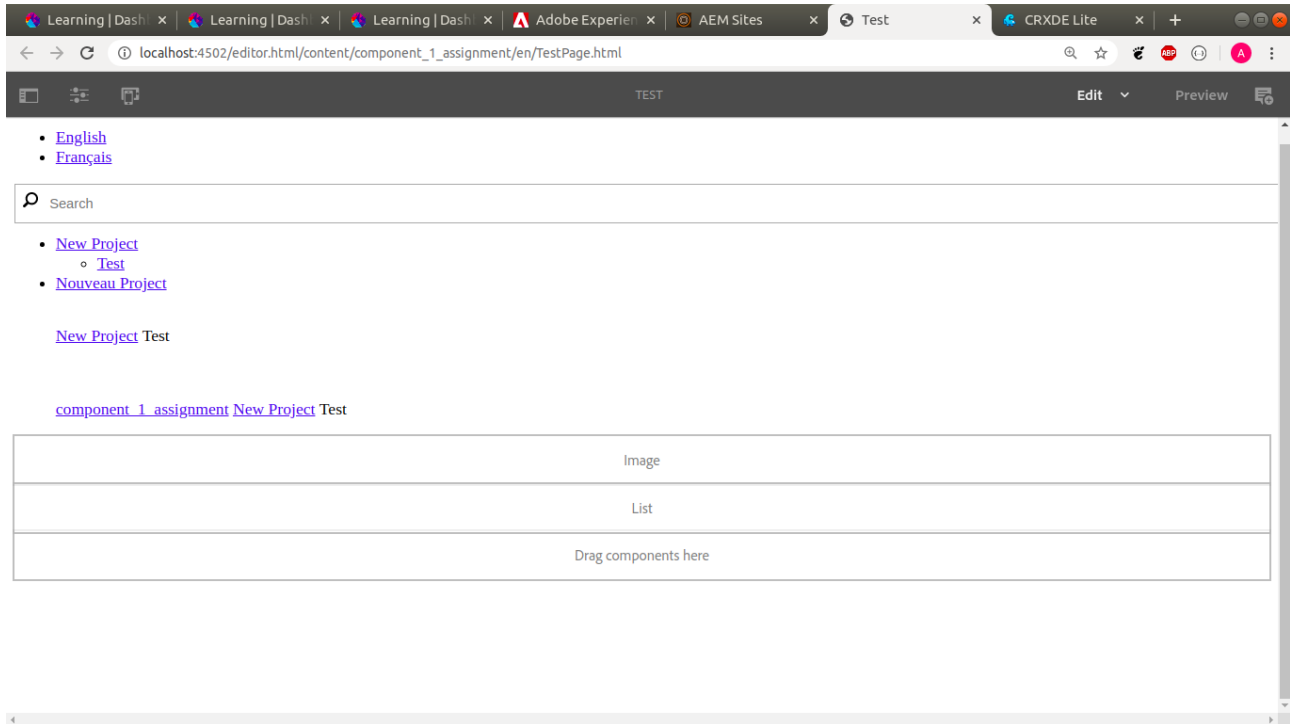 Learning | Dash
Learning | Dash
Learning | Dash
Adobe Experien
AEM Sites
Test
CRXDE Lite
localhost:4502/editor.html/content/component_1_assignment/en/TestPage.html
ABP
A
TEST
Edit
Preview
English
Français
Search
New Project
Test
Nouveau Project
New Project Test
component_1_assignment New Project Test
Image
List
Drag components here